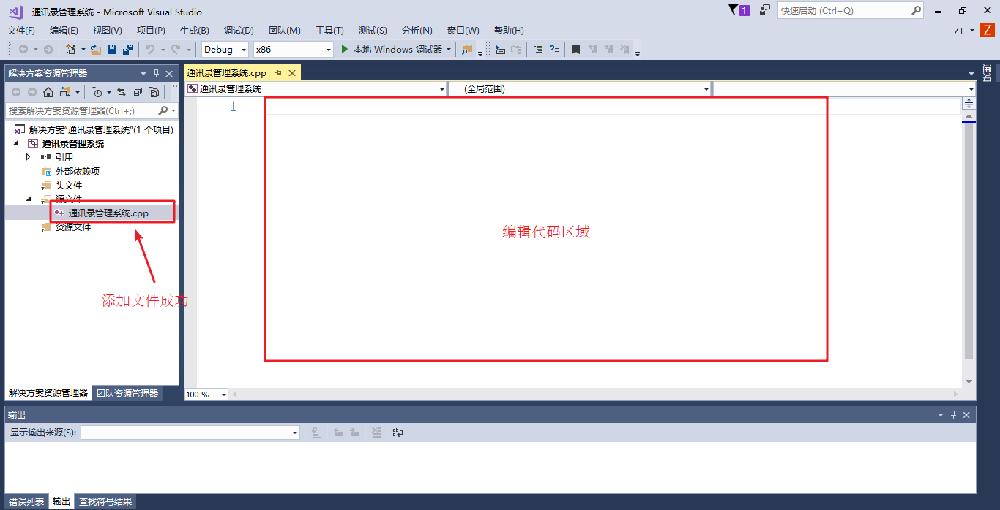 通讯录管理系统 - Microsoft Visual Studio
1
快速启动 (Ctrl+Q)
文件(F) 编辑(E) 视图(V) 项目(P) 生成(B) 调试(D) 团队(M) 工具(T) 测试(S) 分析(N) 窗口(W) 帮助(H)
ZT
Z
Debug
x86
本地 Windows 调试器
解决方案资源管理器
搜索解决方案资源管理器(Ctrl+;)
解决方案"通讯录管理系统"(1 个项目)
通讯录管理系统
引用
外部依赖项
头文件
源文件
通讯录管理系统.cpp
资源文件
添加文件成功
解决方案资源管理器
团队资源管理器
通讯录管理系统.cpp
通讯录管理系统
(全局范围)
1
编辑代码区域
100 %
通知
输出
显示输出来源(S):
错误列表
输出
查找符号结果